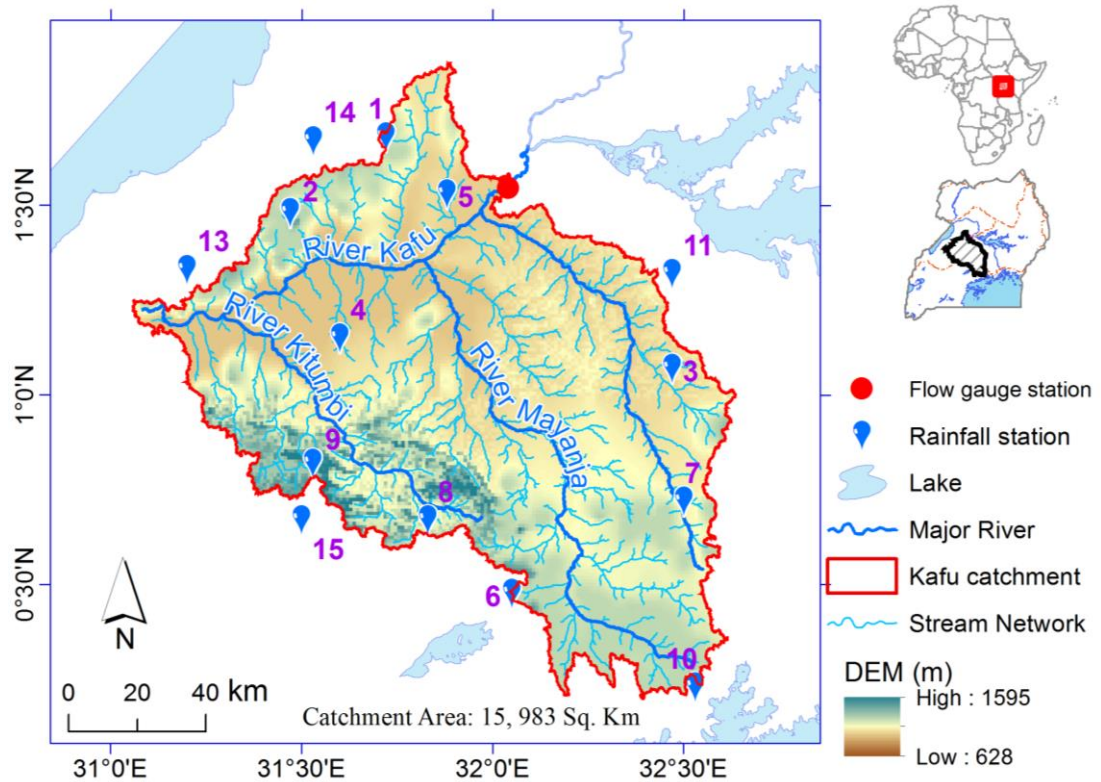 14 1
2
5
1°30'N
13
River Kafu
11
4
River Kitumbi
River Mayanja
3
1°0'N
9
7
8
15
0°30'N
6
N
10
0 20 40 km
Catchment Area: 15, 983 Sq. Km
31°0'E 31°30'E 32°0'E 32°30'E
Flow gauge station
Rainfall station
Lake
Major River
Kafu catchment
Stream Network
DEM (m)
High : 1595
Low : 628